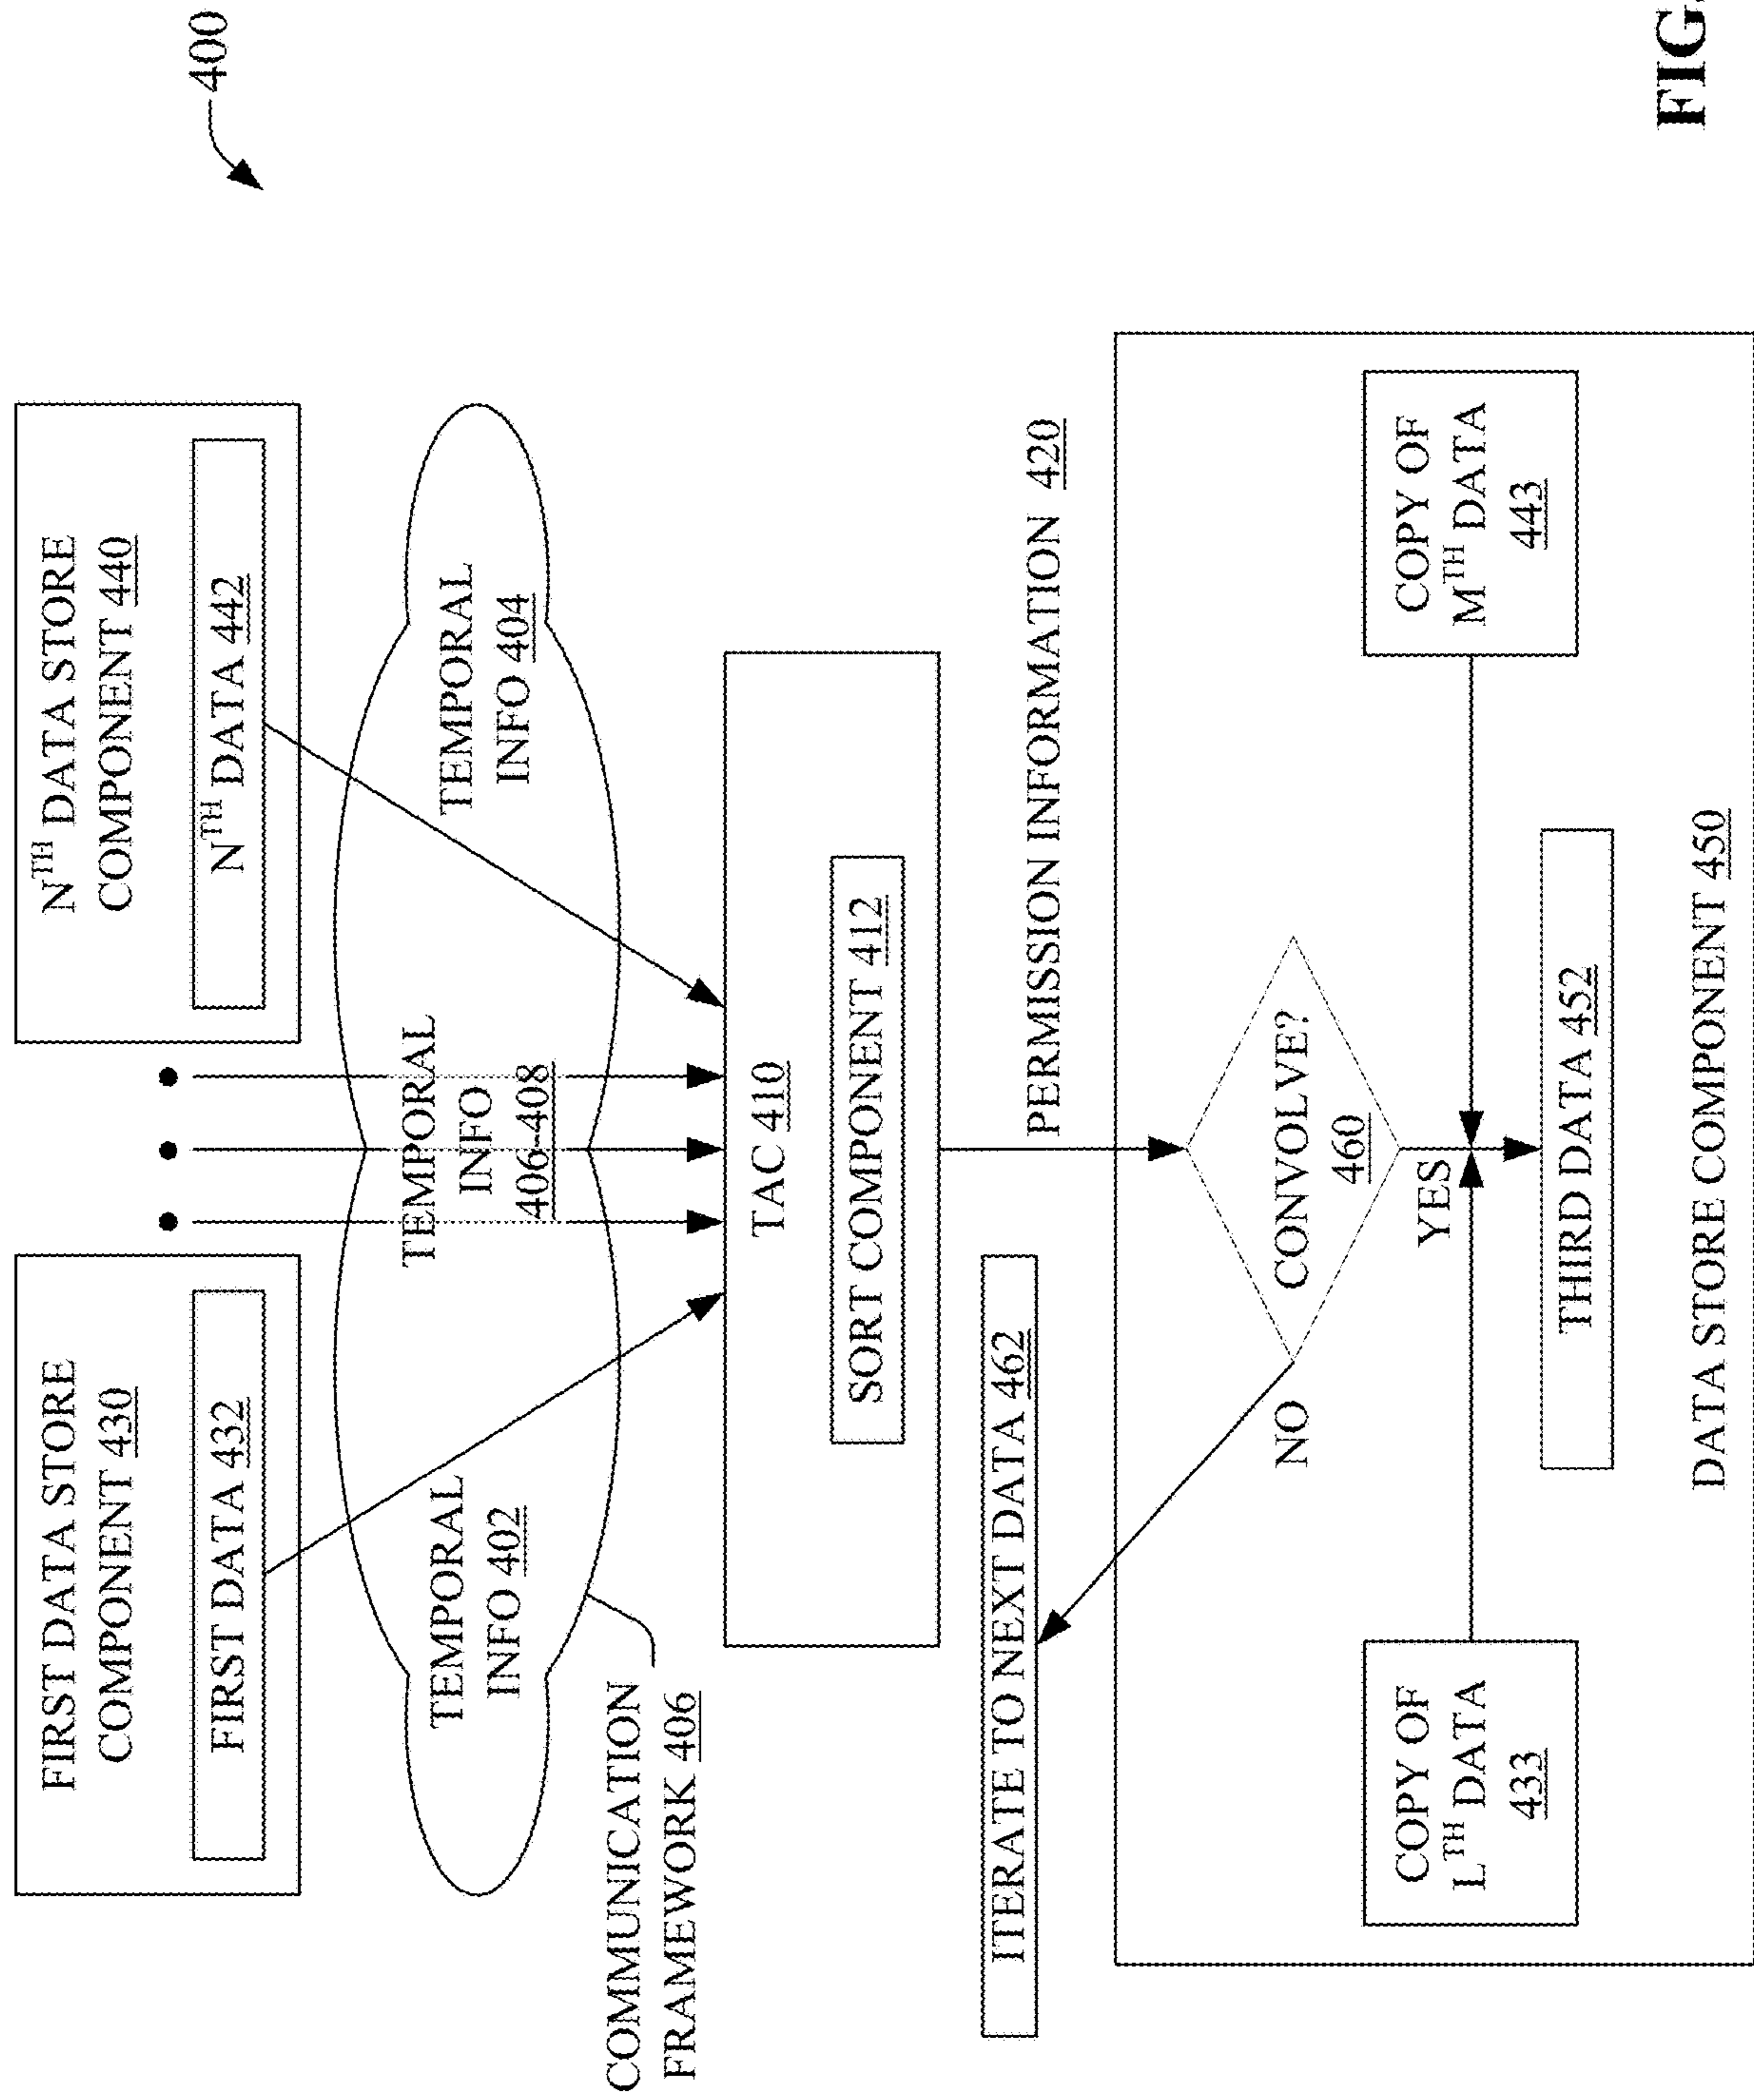 400
FIRST DATA STORE
COMPONENT 430
FIRST DATA 432
NTH DATA STORE
COMPONENT 440
NTH DATA 442
TEMPORAL
INFO 402
TEMPORAL
INFO
406-408
TEMPORAL
INFO 404
COMMUNICATION
FRAMEWORK 406
TAC 410
SORT COMPONENT 412
ITERATE TO NEXT DATA 462
PERMISSION INFORMATION 420
CONVOLVE?
460
NO
YES
COPY OF
LTH DATA
433
COPY OF
MTH DATA
443
THIRD DATA 452
DATA STORE COMPONENT 450
FIG.